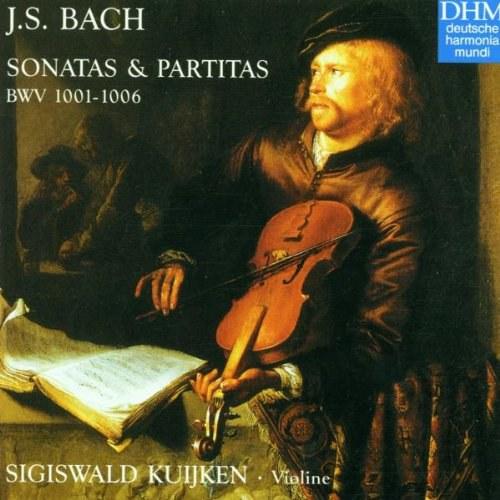 J.S. BACH
SONATAS & PARTITAS
BWV 1001-1006
DHM
deutsche
harmonia
mundi
SIGISWALD KUIJKEN · Violine